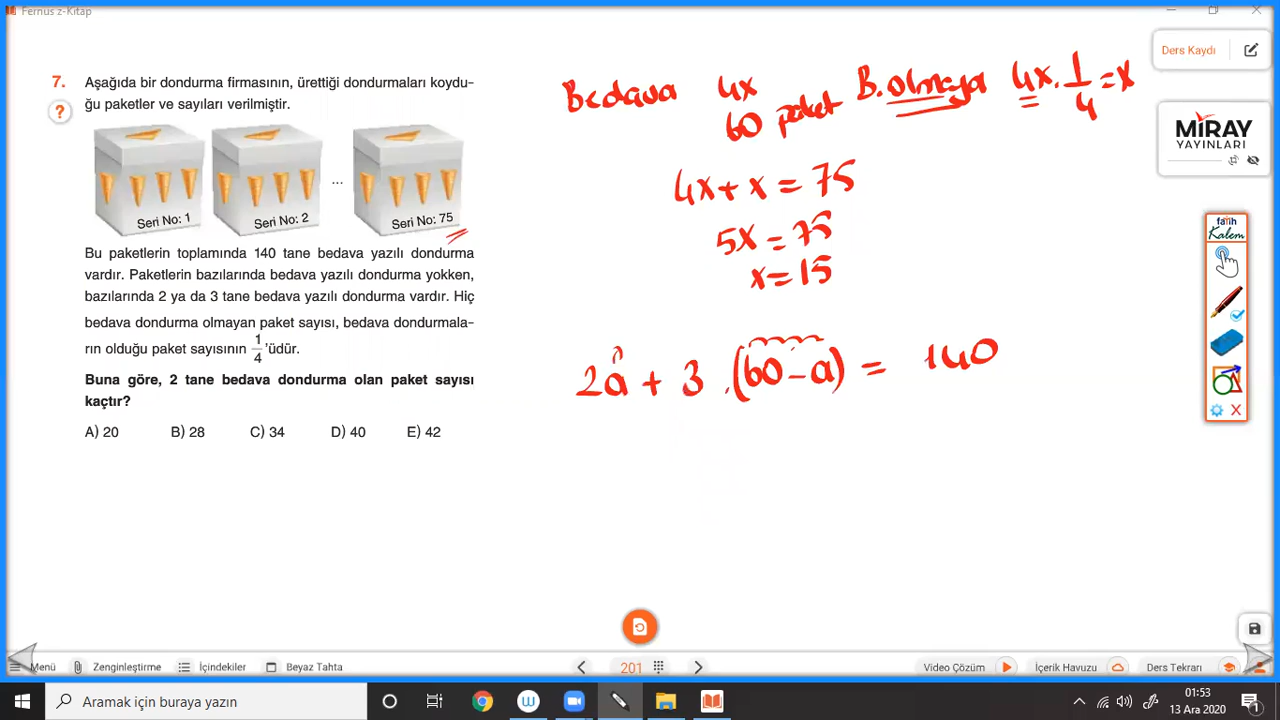 Fernus z-Kitap
7. Aşağıda bir dondurma firmasının, ürettiği dondurmaları koydu-
ğu paketler ve sayıları verilmiştir.
?
Seri No: 1
Seri No: 2
...
Seri No: 75
Bu paketlerin toplamında 140 tane bedava yazılı dondurma
vardır. Paketlerin bazılarında bedava yazılı dondurma yokken,
bazılarında 2 ya da 3 tane bedava yazılı dondurma vardır. Hiç
bedava dondurma olmayan paket sayısı, bedava dondurmala-
rın olduğu paket sayısının 1/4 'üdür.
Buna göre, 2 tane bedava dondurma olan paket sayısı
kaçtır?
A) 20 B) 28 C) 34 D) 40 E) 42
Bedava 4x B.olmaya 4x . 1/4 = x
60 paket
4x + x = 75
5x = 75
x = 15
2a + 3 . (60 - a) = 140
Ders Kaydı
MİRAY
YAYINLARI
fatih
Kalem
Menü Zenginleştirme İçindekiler Beyaz Tahta 201 Video Çözüm İçerik Havuzu Ders Tekrarı
Aramak için buraya yazın
01:53
13 Ara 2020
1